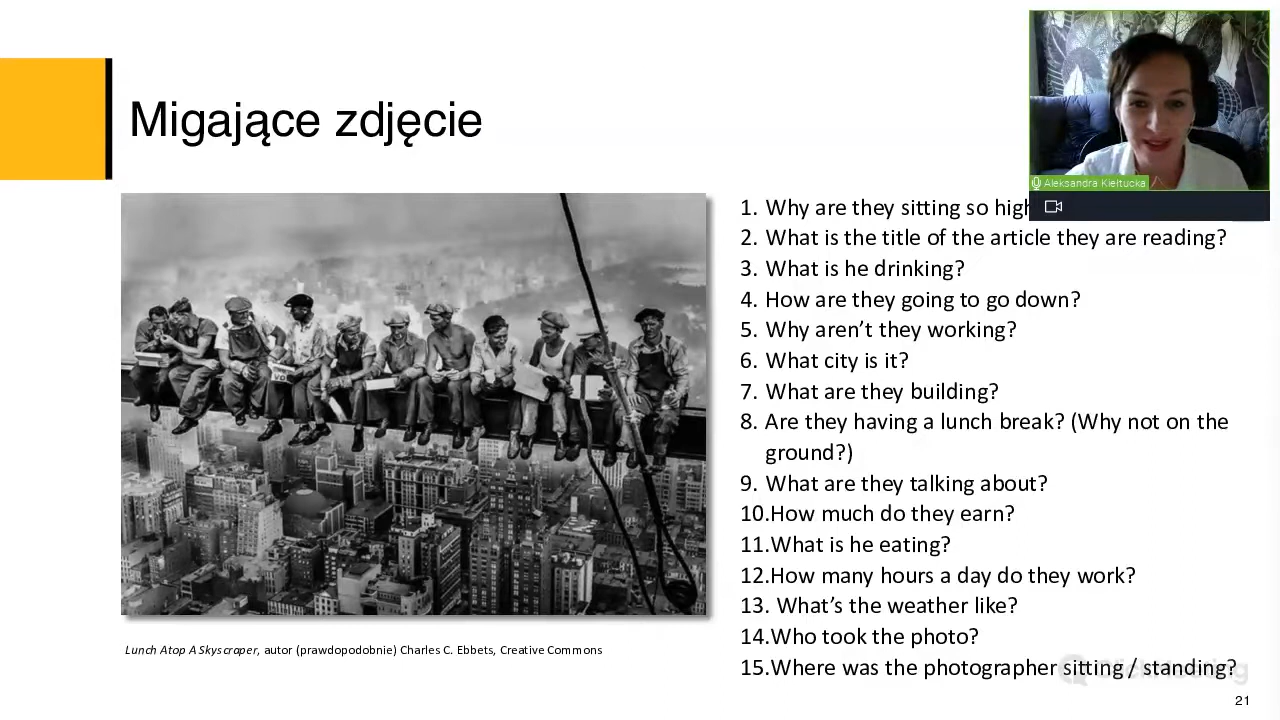 Migające zdjęcie
Aleksandra Kiełtucka
1. Why are they sitting so high
2. What is the title of the article they are reading?
3. What is he drinking?
4. How are they going to go down?
5. Why aren’t they working?
6. What city is it?
7. What are they building?
8. Are they having a lunch break? (Why not on the
ground?)
9. What are they talking about?
10.How much do they earn?
11.What is he eating?
12.How many hours a day do they work?
13. What’s the weather like?
14.Who took the photo?
15.Where was the photographer sitting / standing?
Lunch Atop A Skyscraper, autor (prawdopodobnie) Charles C. Ebbets, Creative Commons
21